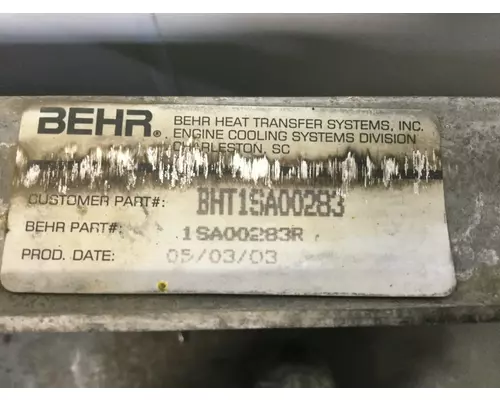 BEHR®
BEHR HEAT TRANSFER SYSTEMS, INC.
ENGINE COOLING SYSTEMS DIVISION
CHARLESTON, SC
CUSTOMER PART#: BHT1SA00283
BEHR PART#: 1SA00283R
PROD. DATE: 05/03/03